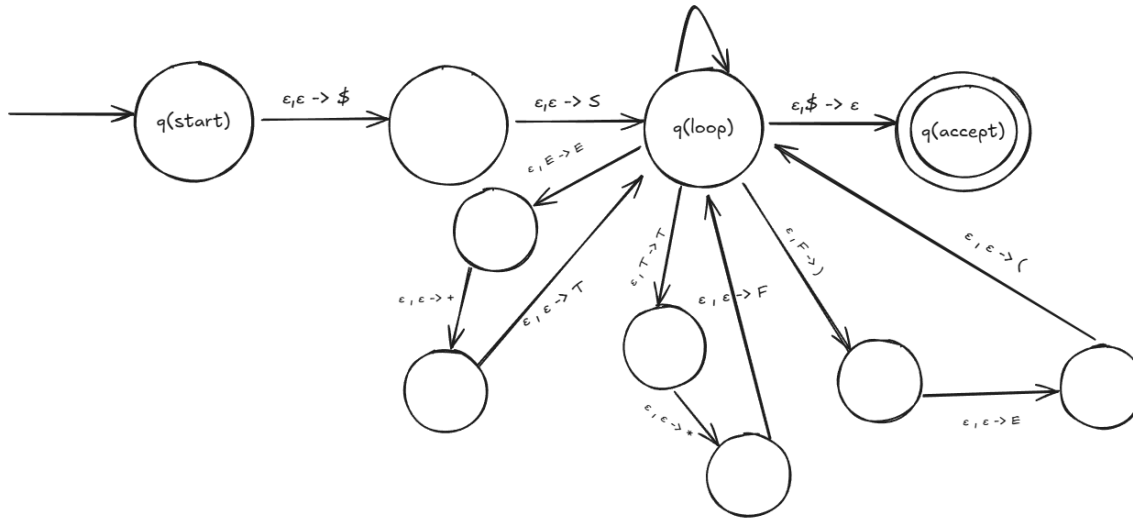 q(start)
ε,ε -> $
ε,ε -> S
q(loop)
ε,$ -> ε
q(accept)
ε, E -> E
ε, ε -> +
ε, ε -> T
ε, T -> T
ε, ε -> *
ε, ε -> F
ε, F -> )
ε, ε -> E
ε, ε -> (